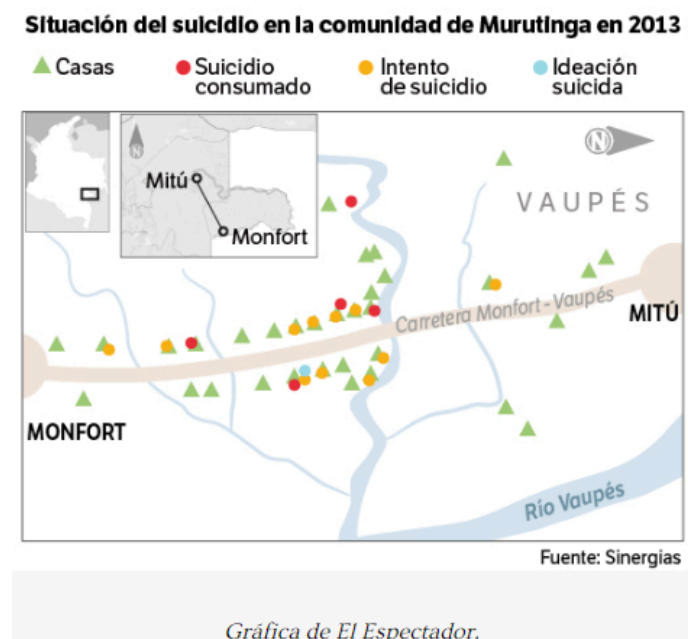 Situación del suicidio en la comunidad de Murutinga en 2013
Casas
Suicidio
consumado
Intento
de suicidio
Ideación
suicida
N
N
Mitú
Monfort
VAUPÉS
Carretera Monfort-Vaupés
MITÚ
MONFORT
Río Vaupés
Fuente: Sinergias
Gráfica de El Espectador.